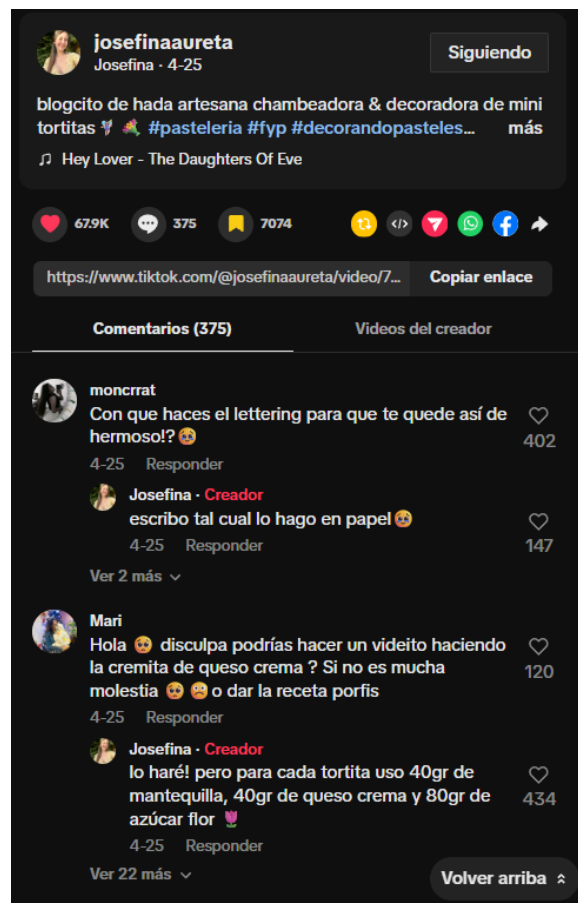 josefinaaureta
Josefina · 4-25
Siguiendo
blogcito de hada artesana chambeadora & decoradora de mini
tortitas #pasteleria #fyp #decorandopasteles... más
Hey Lover - The Daughters Of Eve
67.9K 375 7074
https://www.tiktok.com/@josefinaaureta/video/7... Copiar enlace
Comentarios (375) Videos del creador
moncrrat
Con que haces el lettering para que te quede así de
hermoso!?🥹
402
4-25 Responder
Josefina · Creador
escribo tal cual lo hago en papel🥹
147
4-25 Responder
Ver 2 más
Mari
Hola 🥹 disculpa podrías hacer un videito haciendo
la cremita de queso crema ? Si no es mucha
molestia 🥹 😢o dar la receta porfis
120
4-25 Responder
Josefina · Creador
lo haré! pero para cada tortita uso 40gr de
mantequilla, 40gr de queso crema y 80gr de
azúcar flor 🌷
434
4-25 Responder
Ver 22 más
Volver arriba